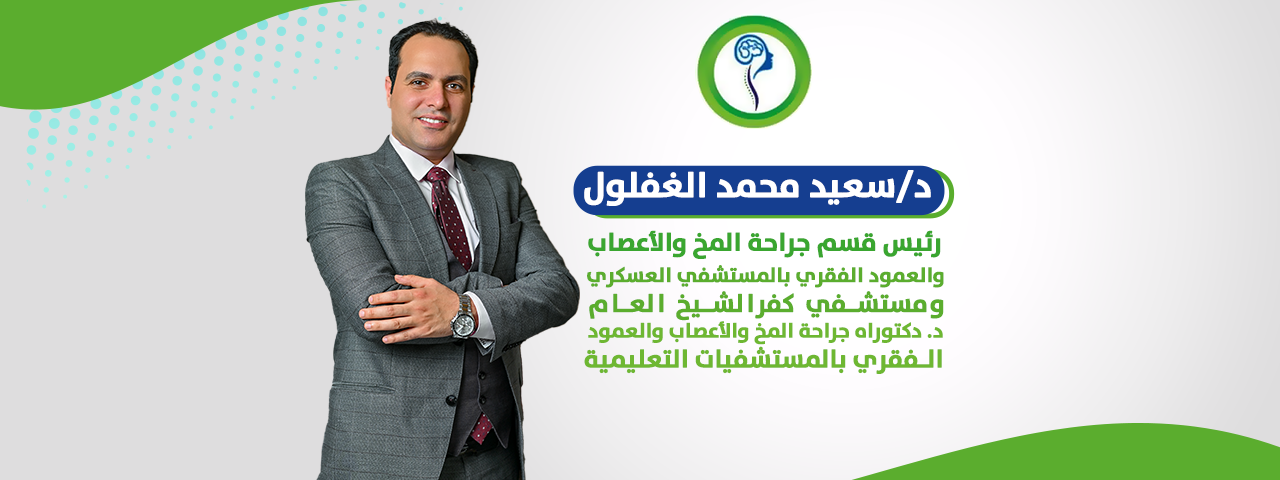 د/سعيد محمد الغفلول
رئيس قسم جراحة المخ والأعصاب
والعمود الفقري بالمستشفي العسكري
ومستشفي كفرالشيخ العام
د. دكتوراه جراحة المخ والأعصاب والعمود
الفقري بالمستشفيات التعليمية